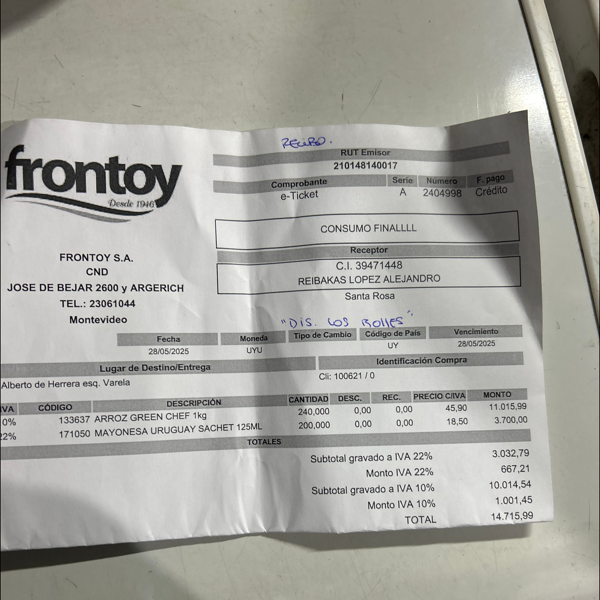 RECIBO.
frontoy
Desde 1946
RUT Emisor
210148140017
Comprobante Serie Número F. pago
e-Ticket A 2404998 Crédito
CONSUMO FINALLLL
Receptor
C.I. 39471448
REIBAKAS LOPEZ ALEJANDRO
Santa Rosa
FRONTOY S.A.
CND
JOSE DE BEJAR 2600 y ARGERICH
TEL.: 23061044
Montevideo
"DIS. LOS ROLLES"
Fecha Moneda Tipo de Cambio Código de País Vencimiento
28/05/2025 UYU UY 28/05/2025
Lugar de Destino/Entrega Identificación Compra
Alberto de Herrera esq. Varela Cli: 100621 / 0
IVA CÓDIGO DESCRIPCIÓN CANTIDAD DESC. REC. PRECIO C/IVA MONTO
0% 133637 ARROZ GREEN CHEF 1kg 240,000 0,00 0,00 45,90 11.015,99
22% 171050 MAYONESA URUGUAY SACHET 125ML 200,000 0,00 0,00 18,50 3.700,00
TOTALES
Subtotal gravado a IVA 22% 3.032,79
Monto IVA 22% 667,21
Subtotal gravado a IVA 10% 10.014,54
Monto IVA 10% 1.001,45
TOTAL 14.715,99